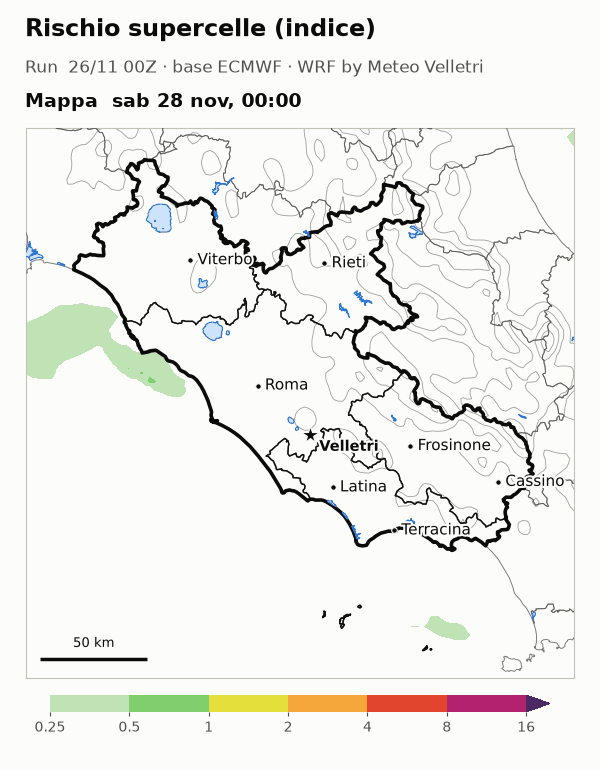 Rischio supercelle (indice)
Run  26/11 00Z · base ECMWF · WRF by Meteo Velletri
Mappa  sab 28 nov, 00:00
Viterbo
Rieti
Roma
Velletri
Frosinone
Cassino
Latina
Terracina
50 km
0.25 0.5 1 2 4 8 16